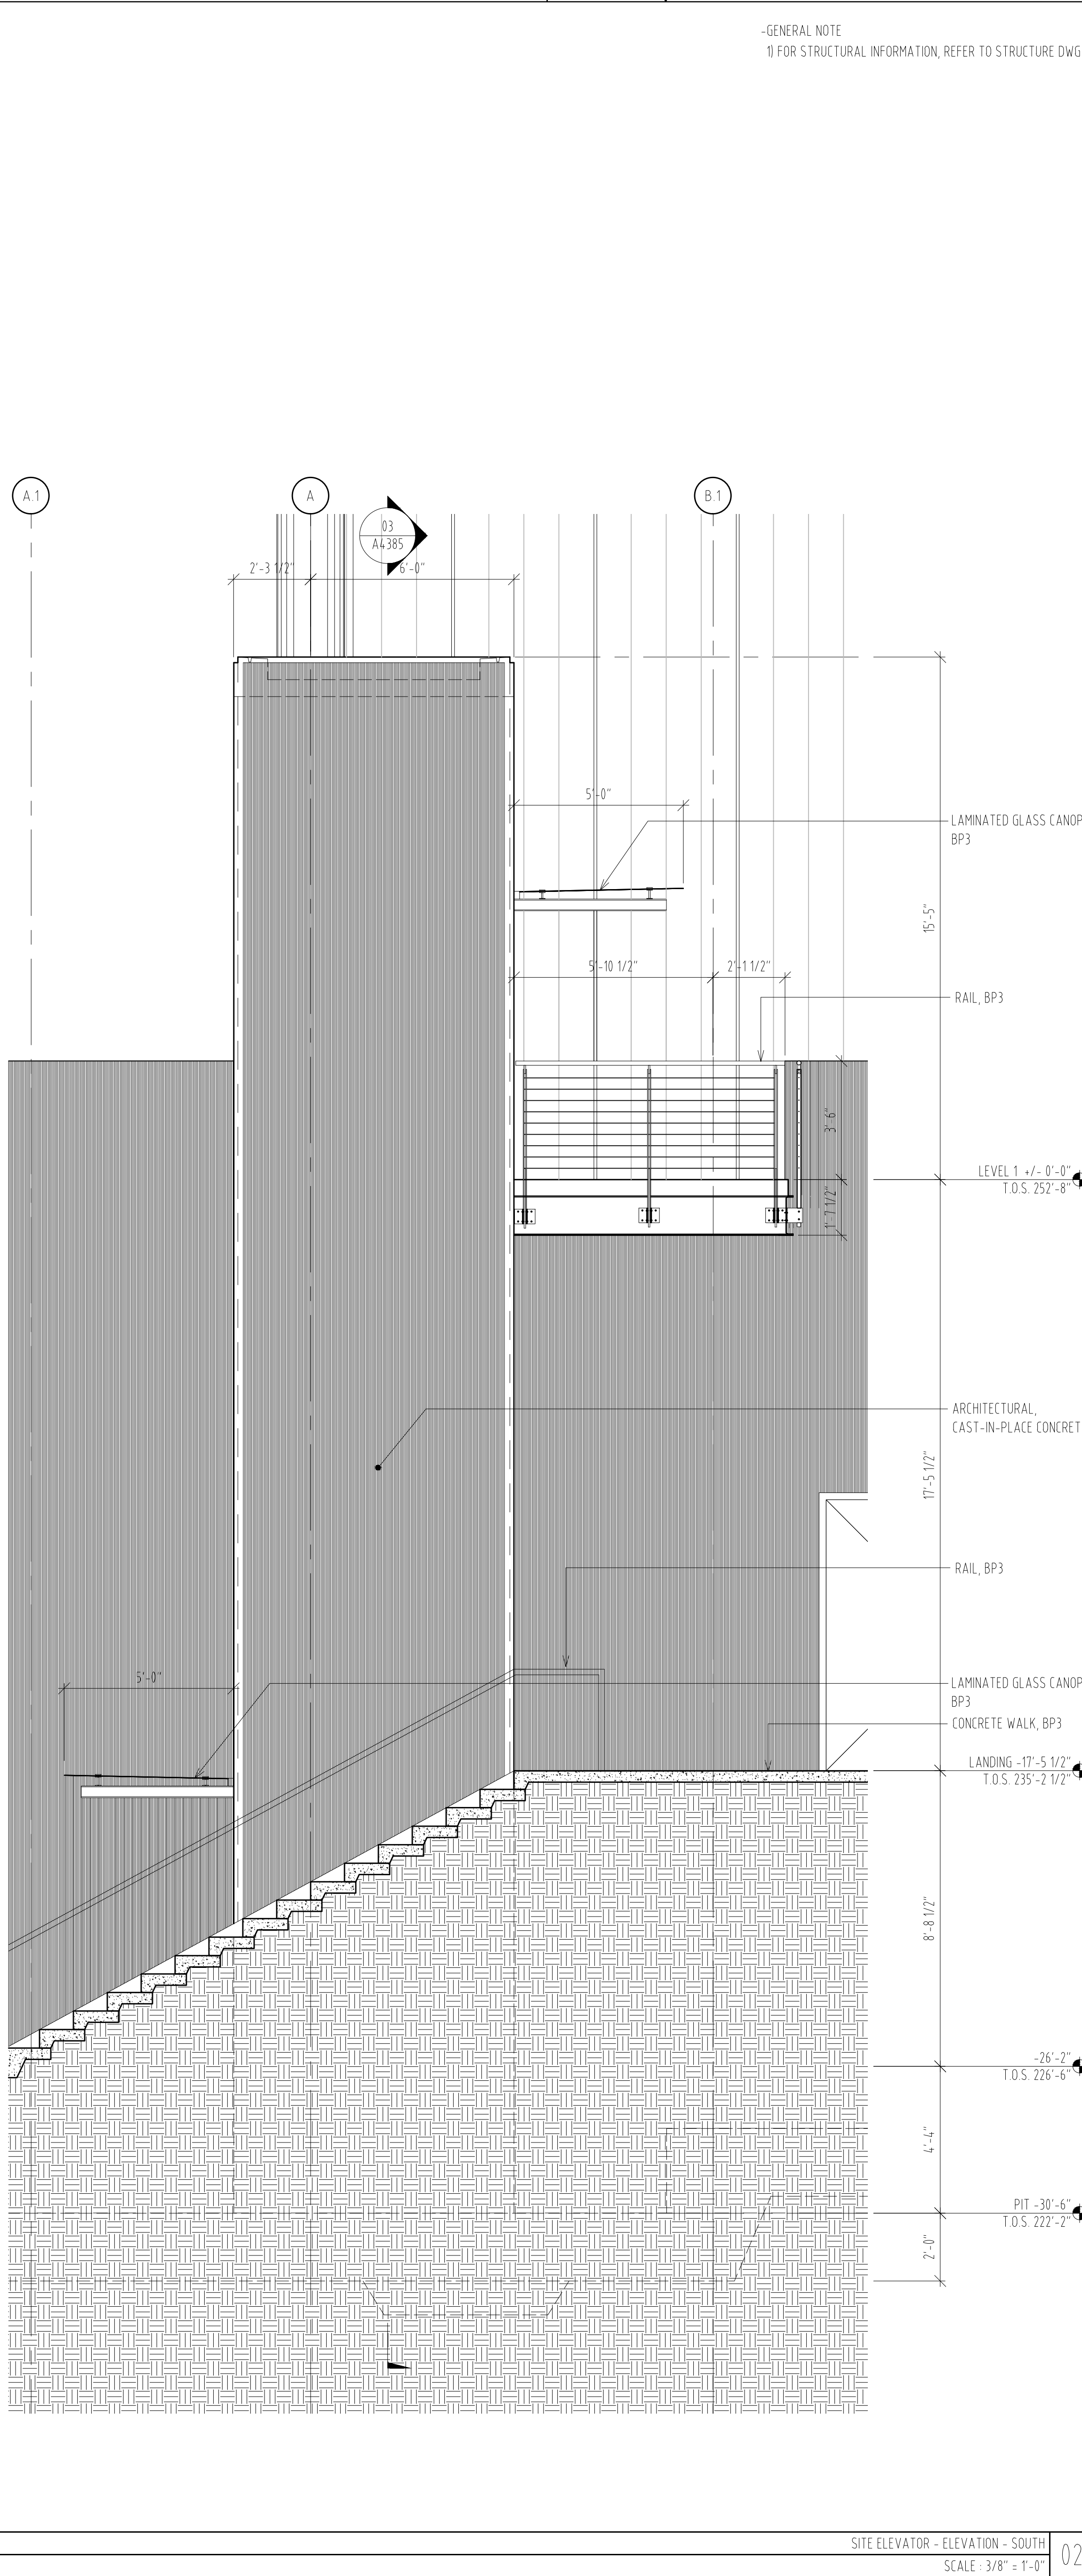 -GENERAL NOTE
1) FOR STRUCTURAL INFORMATION, REFER TO STRUCTURE DWG
A.1
A
B.1
03
A4385
2'-3 1/2"
6'-0"
5'-0"
LAMINATED GLASS CANOP
BP3
15'-5"
5'-10 1/2"
2'-1 1/2"
RAIL, BP3
3'-6"
LEVEL 1 +/- 0'-0"
T.O.S. 252'-8"
1'-7 1/2"
ARCHITECTURAL,
CAST-IN-PLACE CONCRET
17'-5 1/2"
RAIL, BP3
5'-0"
LAMINATED GLASS CANOP
BP3
CONCRETE WALK, BP3
LANDING -17'-5 1/2"
T.O.S. 235'-2 1/2"
8'-8 1/2"
-26'-2"
T.O.S. 226'-6"
4'-4"
PIT -30'-6"
T.O.S. 222'-2"
2'-0"
SITE ELEVATOR - ELEVATION - SOUTH
SCALE : 3/8" = 1'-0"
02